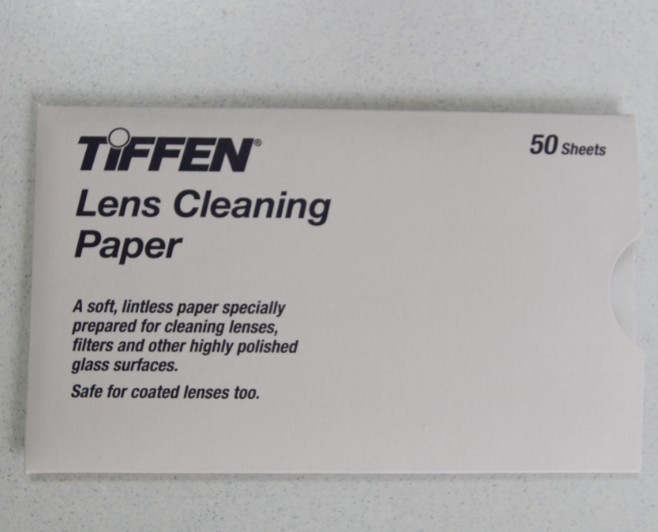 TiFFEN®
50 Sheets
Lens Cleaning
Paper
A soft, lintless paper specially
prepared for cleaning lenses,
filters and other highly polished
glass surfaces.
Safe for coated lenses too.